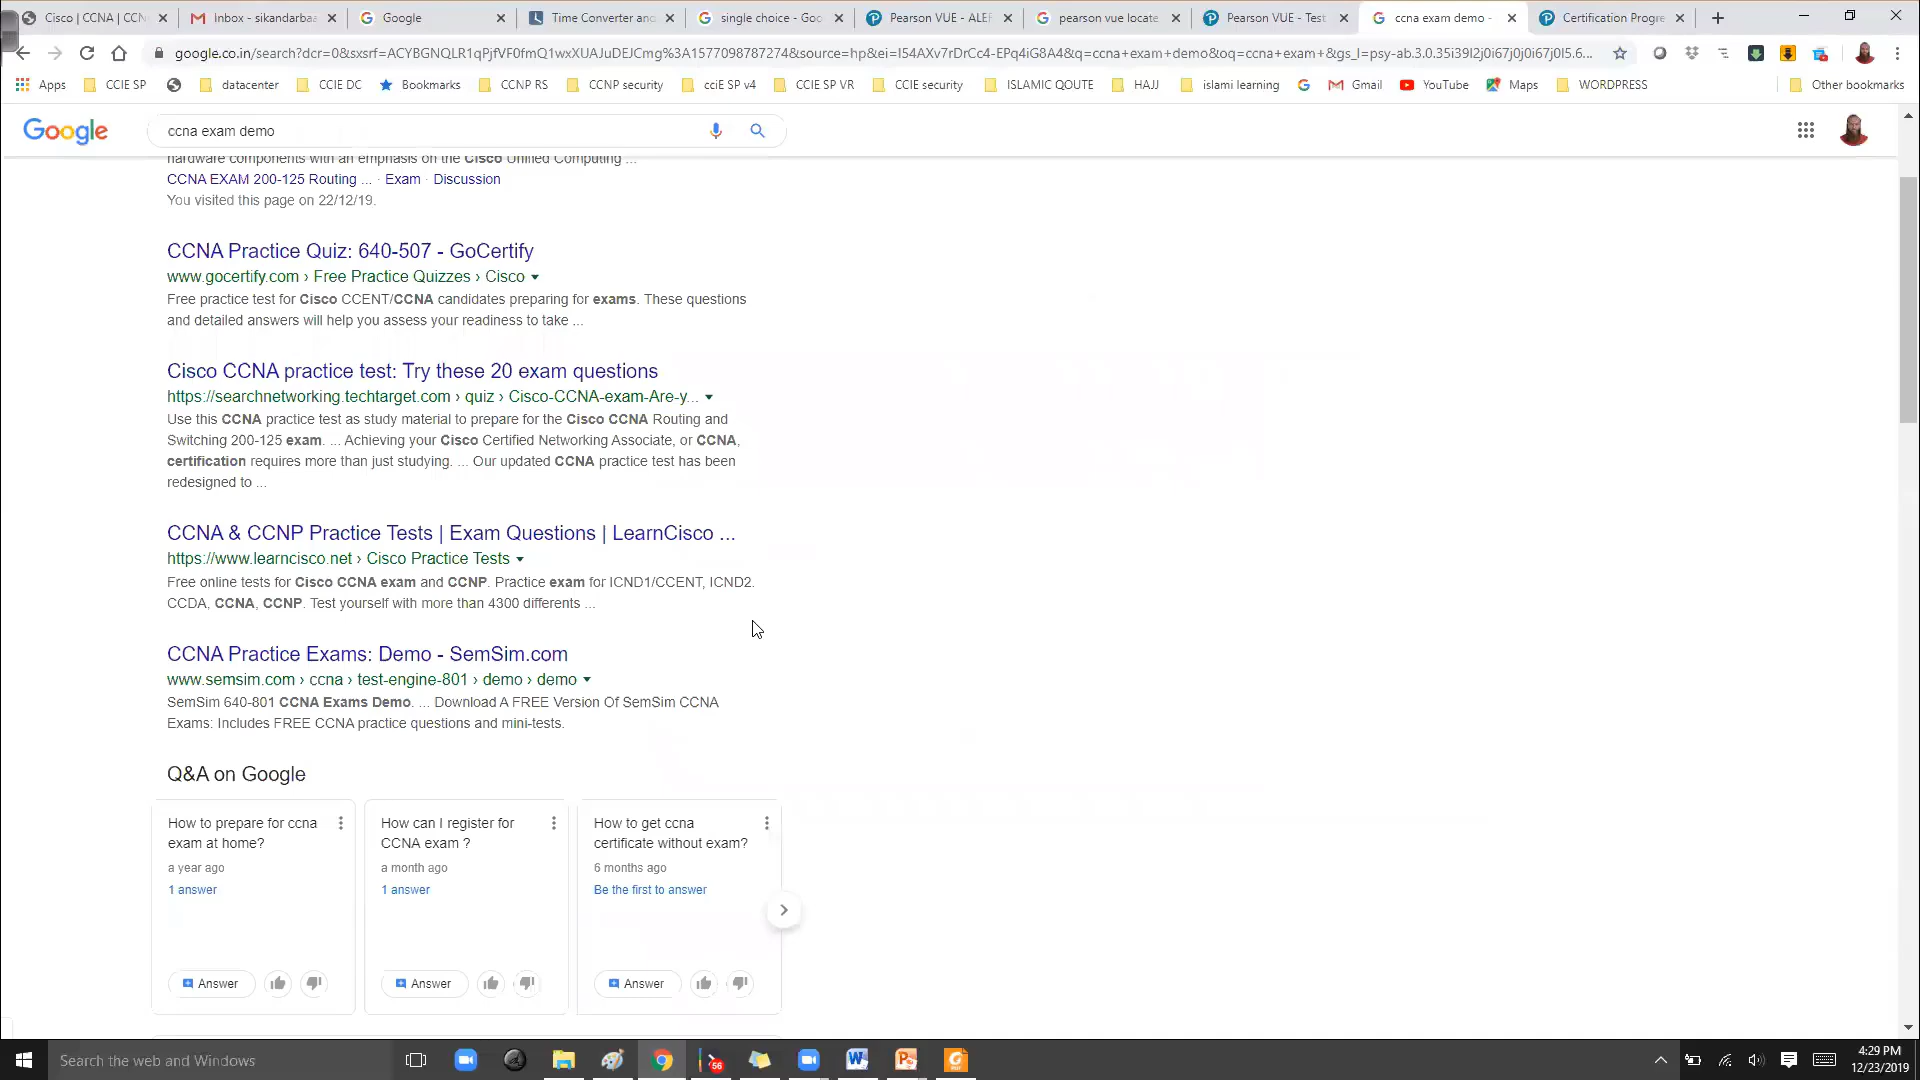 Cisco | CCNA | CCN
Inbox - sikandarbaa
Google
Time Converter and
single choice - Goo
Pearson VUE - ALEF
pearson vue locate
Pearson VUE - Test
ccna exam demo -
Certification Progre
google.co.in/search?dcr=0&sxsrf=ACYBGNQLR1qPjfVF0fmQ1wxXUAJuDEJCmg%3A1577098787274&source=hp&ei=I54AXv7rDrCc4-EPq4iG8A4&q=ccna+exam+demo&oq=ccna+exam+&gs_l=psy-ab.3.0.35i39l2j0i67j0j0i67j0l5.6...
Apps
CCIE SP
datacenter
CCIE DC
Bookmarks
CCNP RS
CCNP security
cciE SP v4
CCIE SP VR
CCIE security
ISLAMIC QOUTE
HAJJ
islami learning
Gmail
YouTube
Maps
WORDPRESS
Other bookmarks
Google
ccna exam demo
hardware components with an emphasis on the Cisco Unified Computing ...
CCNA EXAM 200-125 Routing ... · Exam · Discussion
You visited this page on 22/12/19.
CCNA Practice Quiz: 640-507 - GoCertify
www.gocertify.com › Free Practice Quizzes › Cisco
Free practice test for Cisco CCENT/CCNA candidates preparing for exams. These questions
and detailed answers will help you assess your readiness to take ...
Cisco CCNA practice test: Try these 20 exam questions
https://searchnetworking.techtarget.com › quiz › Cisco-CCNA-exam-Are-y...
Use this CCNA practice test as study material to prepare for the Cisco CCNA Routing and
Switching 200-125 exam. ... Achieving your Cisco Certified Networking Associate, or CCNA,
certification requires more than just studying. ... Our updated CCNA practice test has been
redesigned to ...
CCNA & CCNP Practice Tests | Exam Questions | LearnCisco ...
https://www.learncisco.net › Cisco Practice Tests
Free online tests for Cisco CCNA exam and CCNP. Practice exam for ICND1/CCENT, ICND2.
CCDA, CCNA, CCNP. Test yourself with more than 4300 differents ...
CCNA Practice Exams: Demo - SemSim.com
www.semsim.com › ccna › test-engine-801 › demo › demo
SemSim 640-801 CCNA Exams Demo. ... Download A FREE Version Of SemSim CCNA
Exams: Includes FREE CCNA practice questions and mini-tests.
Q&A on Google
How to prepare for ccna
exam at home?
a year ago
1 answer
Answer
How can I register for
CCNA exam ?
a month ago
1 answer
Answer
How to get ccna
certificate without exam?
6 months ago
Be the first to answer
Answer
Search the web and Windows
56
4:29 PM
12/23/2019